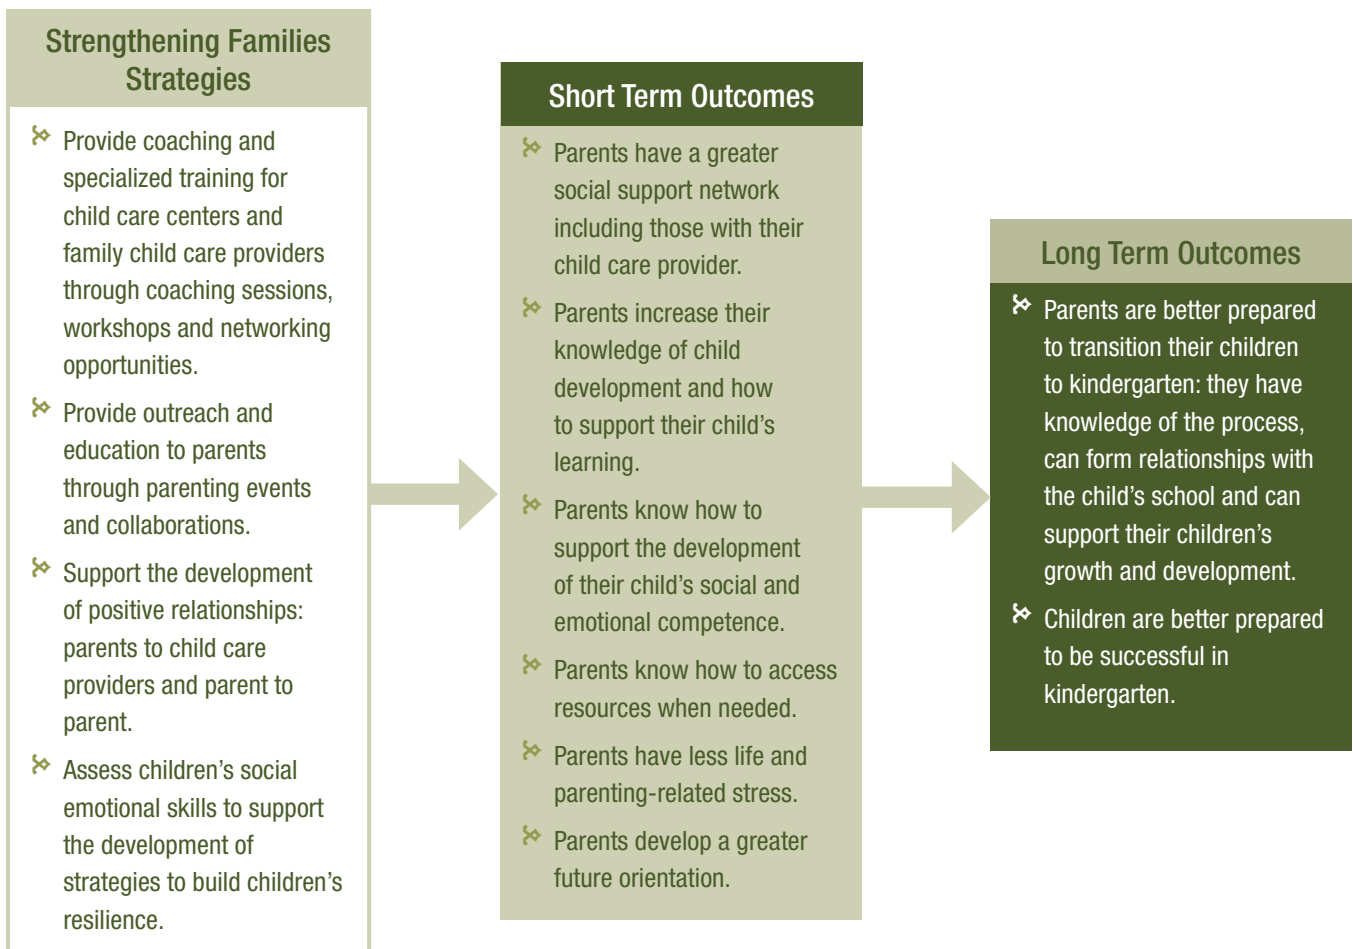 Strengthening Families
Strategies
Provide coaching and
specialized training for
child care centers and
family child care providers
through coaching sessions,
workshops and networking
opportunities.
Provide outreach and
education to parents
through parenting events
and collaborations.
Support the development
of positive relationships:
parents to child care
providers and parent to
parent.
Assess children’s social
emotional skills to support
the development of
strategies to build children’s
resilience.
Short Term Outcomes
Parents have a greater
social support network
including those with their
child care provider.
Parents increase their
knowledge of child
development and how
to support their child’s
learning.
Parents know how to
support the development
of their child’s social and
emotional competence.
Parents know how to access
resources when needed.
Parents have less life and
parenting-related stress.
Parents develop a greater
future orientation.
Long Term Outcomes
Parents are better prepared
to transition their children
to kindergarten: they have
knowledge of the process,
can form relationships with
the child’s school and can
support their children’s
growth and development.
Children are better prepared
to be successful in
kindergarten.